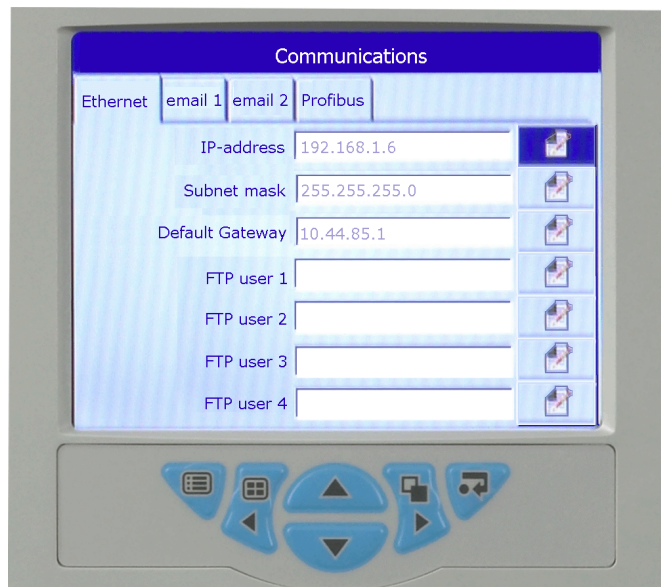 Communications
Ethernet email 1 email 2 Profibus
IP-address 192.168.1.6
Subnet mask 255.255.255.0
Default Gateway 10.44.85.1
FTP user 1
FTP user 2
FTP user 3
FTP user 4